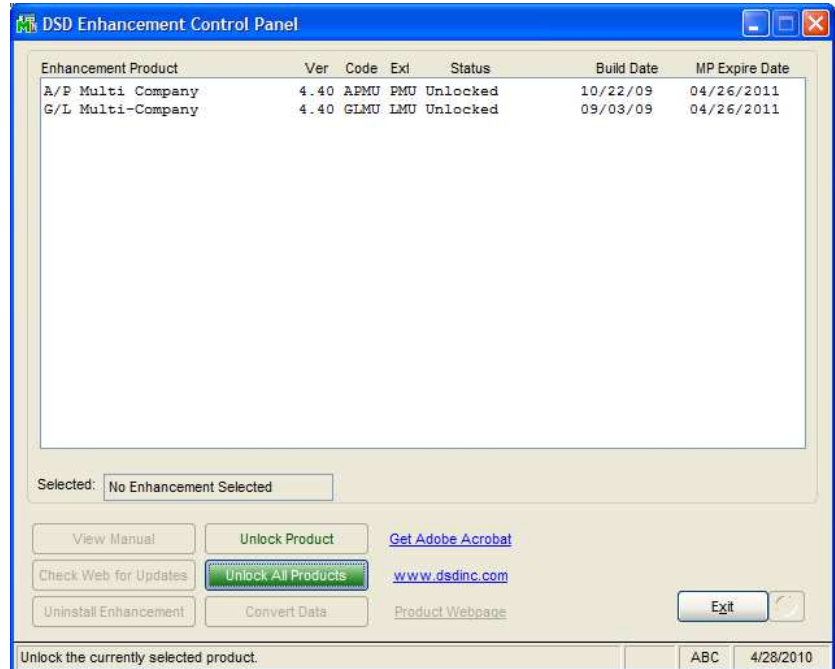 DSD Enhancement Control Panel
Enhancement Product Ver Code Ext Status Build Date MP Expire Date
A/P Multi Company 4.40 APMU PMU Unlocked 10/22/09 04/26/2011
G/L Multi-Company 4.40 GLMU LMU Unlocked 09/03/09 04/26/2011
Selected: No Enhancement Selected
View Manual Unlock Product Get Adobe Acrobat
Check Web for Updates Unlock All Products www.dsdinc.com
Uninstall Enhancement Convert Data Product Webpage Exit
Unlock the currently selected product. ABC 4/28/2010